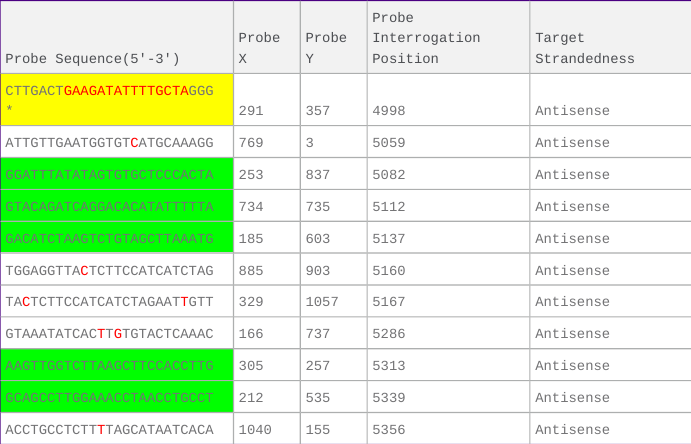 Probe Sequence(5'-3') Probe X Probe Y Probe Interrogation Position Target Strandedness
CTTGACTGAAGATATTTTGCTAGGG* 291 357 4998 Antisense
ATTGTTGAATGGTGTCATGCAAAGG 769 3 5059 Antisense
GGATTTATATAGTGTGCTCCCACTA 253 837 5082 Antisense
GTACAGATCAGGACACATATTTTTA 734 735 5112 Antisense
GACATCTAAGTCTGTAGCTTAAATG 185 603 5137 Antisense
TGGAGGTTACTCTTCCATCATCTAG 885 903 5160 Antisense
TACTCTTCCATCATCTAGAATTGTT 329 1057 5167 Antisense
GTAAATATCACTTGTGTACTCAAAC 166 737 5286 Antisense
AAGTTGGTCTTAAGCTTCCACCTTG 305 257 5313 Antisense
GCAGCCTTGGAAACCTAACCTGCCT 212 535 5339 Antisense
ACCTGCCTCTTTTAGCATAATCACA 1040 155 5356 Antisense